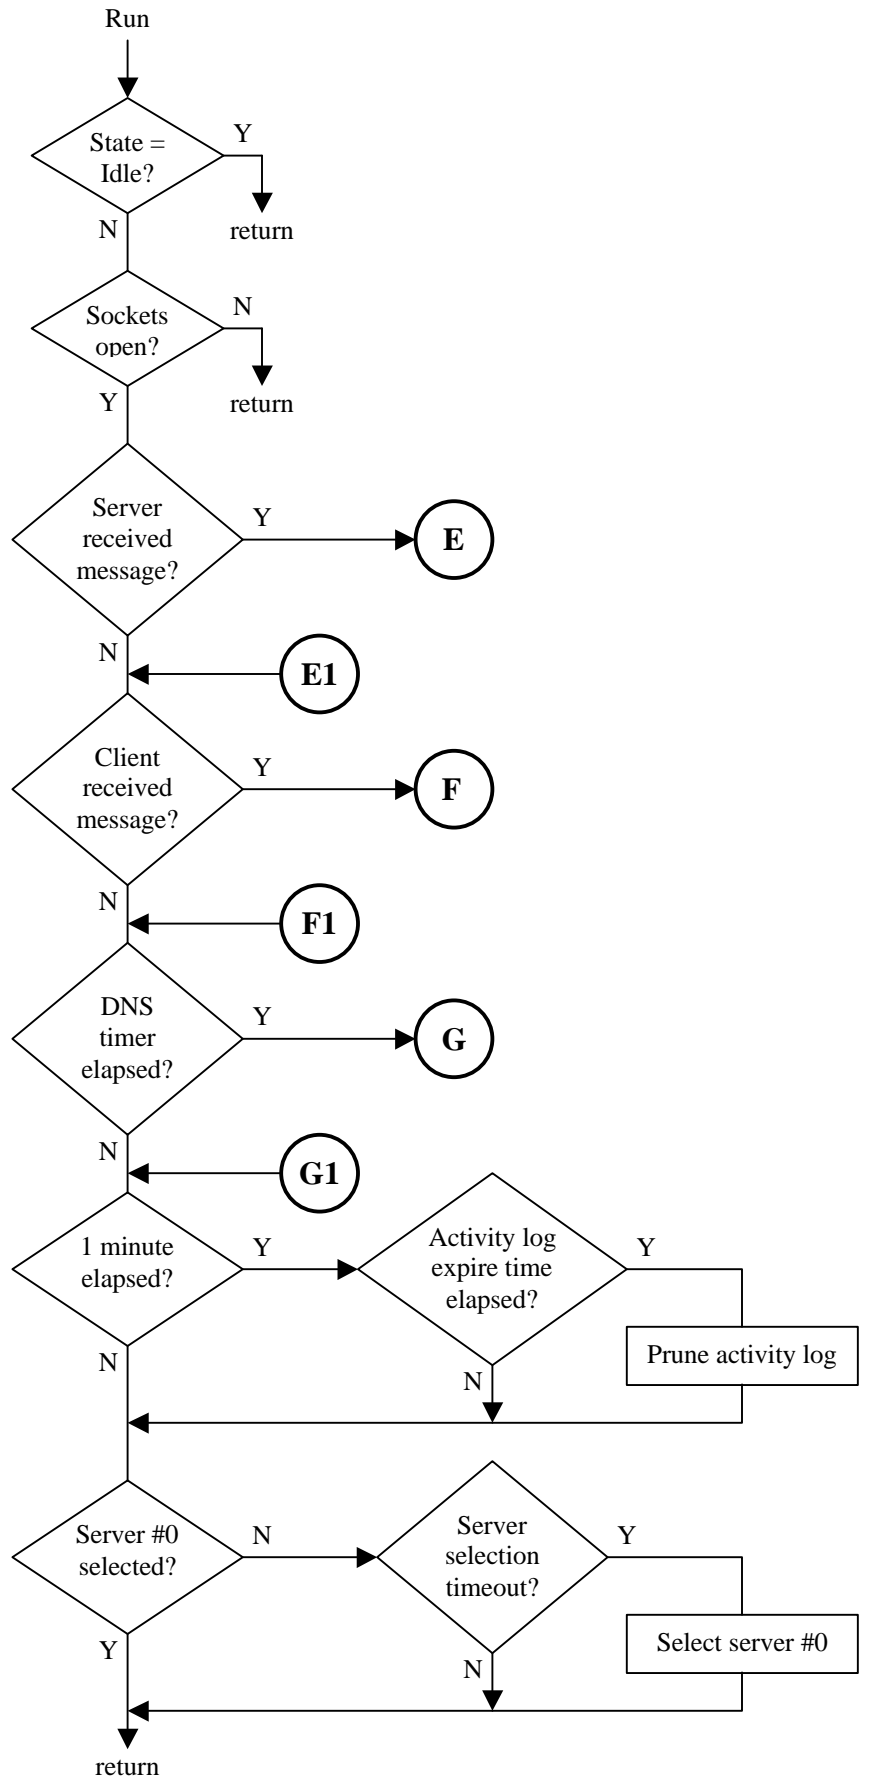 Run
State =
Idle?
Y
return
N
Sockets
open?
N
return
Y
Server
received
message?
Y
E
N
E1
Client
received
message?
Y
F
N
F1
DNS
timer
elapsed?
Y
G
N
G1
1 minute
elapsed?
Y
Activity log
expire time
elapsed?
Y
Prune activity log
N
N
Server #0
selected?
N
Server
selection
timeout?
Y
Select server #0
N
Y
return